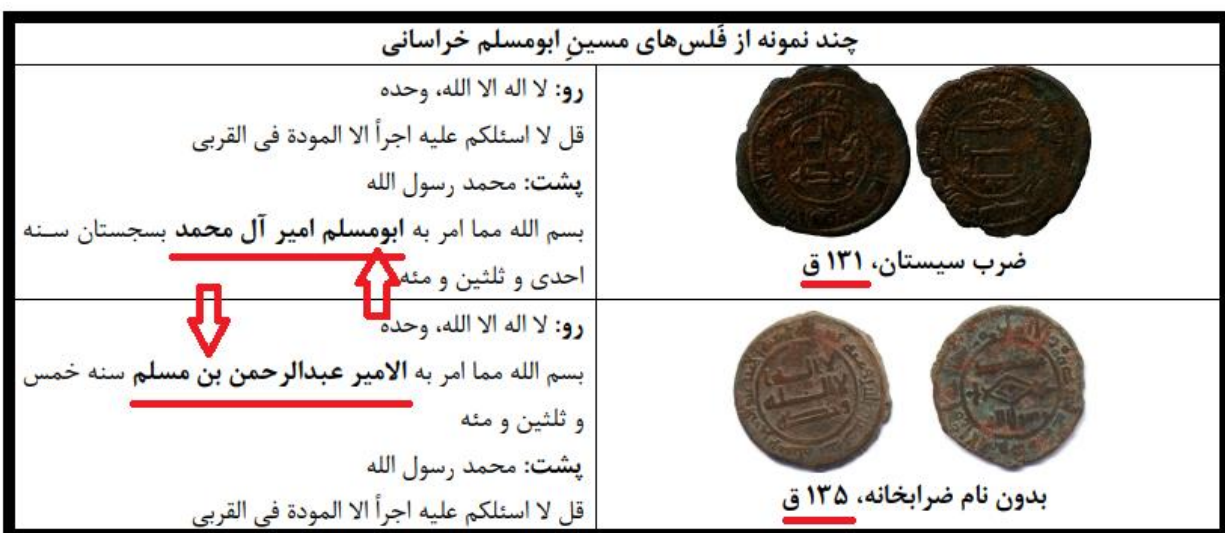 چند نمونه از فَلس‌های مسینِ ابومسلم خراسانی
رو: لا اله الا الله، وحده
قل لا اسئلکم علیه اجراً الا المودة فی القربی
پشت: محمد رسول الله
بسم الله مما امر به ابومسلم امیر آل محمد بسجستان سـنه
احدی و ثلثین و مئه
ضرب سیستان، ۱۳۱ ق
رو: لا اله الا الله، وحده
بسم الله مما امر به الامیر عبدالرحمن بن مسلم سنه خمس
و ثلثین و مئه
پشت: محمد رسول الله
قل لا اسئلکم علیه اجراً الا المودة فی القربی
بدون نام ضرابخانه، ۱۳۵ ق